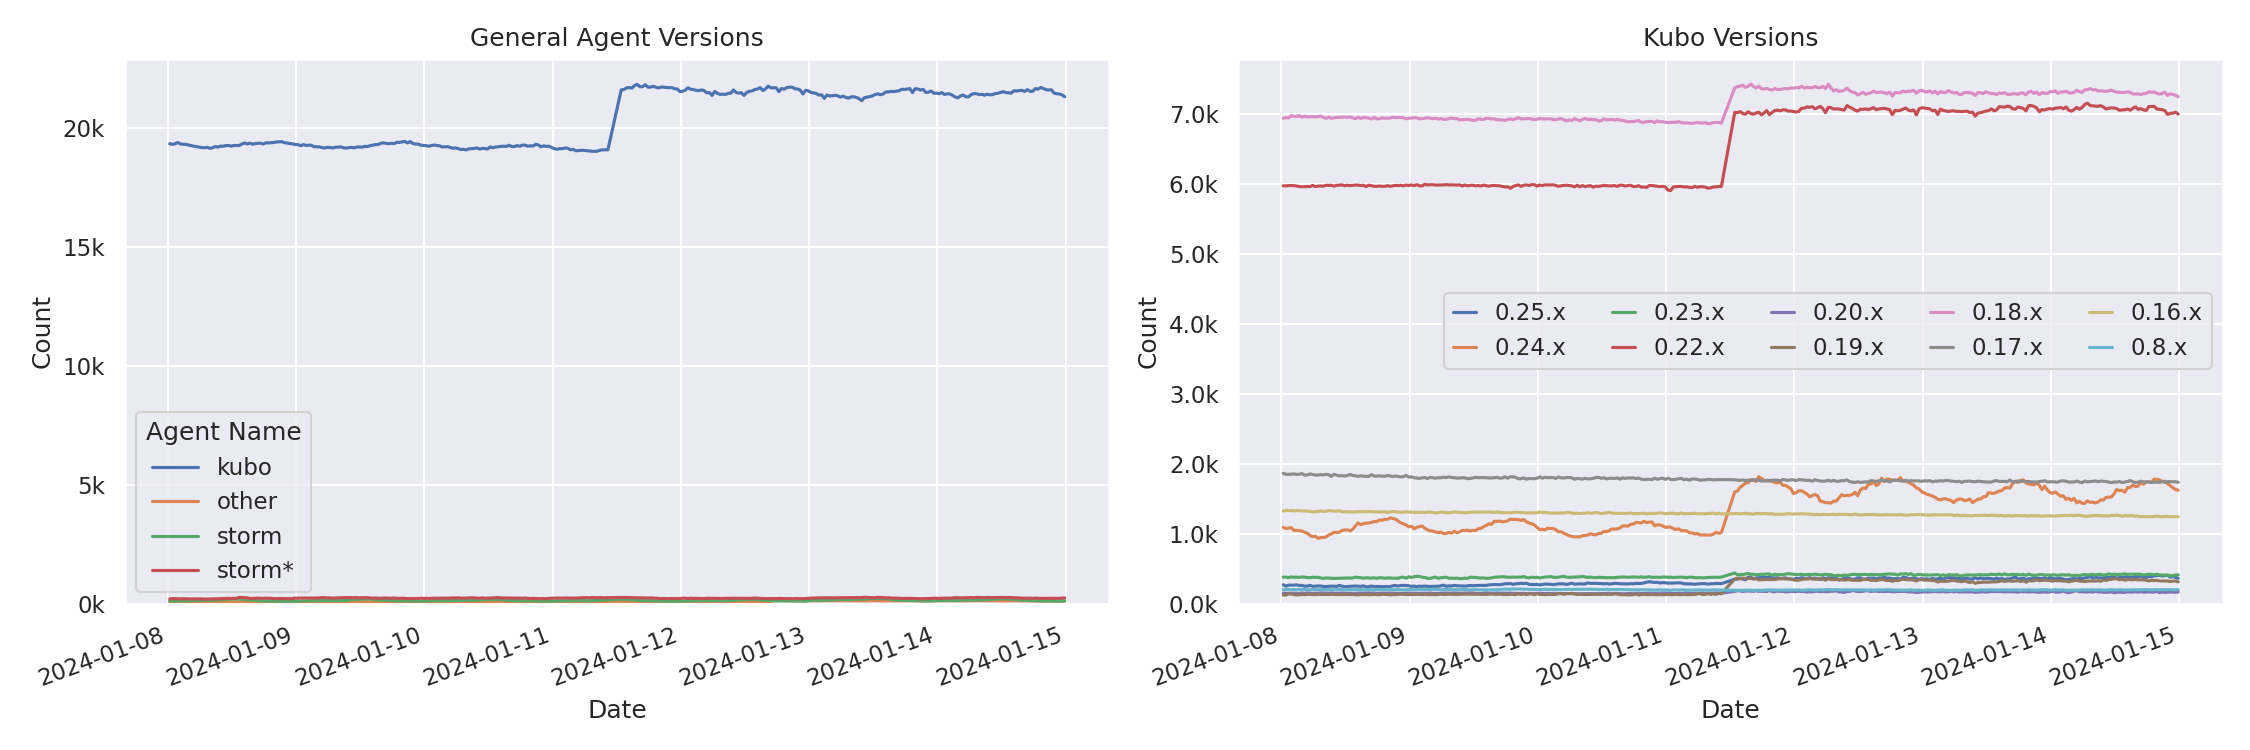 General Agent Versions
Count
20k
15k
10k
5k
0k
Agent Name
kubo
other
storm
storm*
2024-01-08
2024-01-09
2024-01-10
2024-01-11
2024-01-12
2024-01-13
2024-01-14
2024-01-15
Date
Kubo Versions
Count
7.0k
6.0k
5.0k
4.0k
3.0k
2.0k
1.0k
0.0k
0.25.x 0.23.x 0.20.x 0.18.x 0.16.x
0.24.x 0.22.x 0.19.x 0.17.x 0.8.x
2024-01-08
2024-01-09
2024-01-10
2024-01-11
2024-01-12
2024-01-13
2024-01-14
2024-01-15
Date